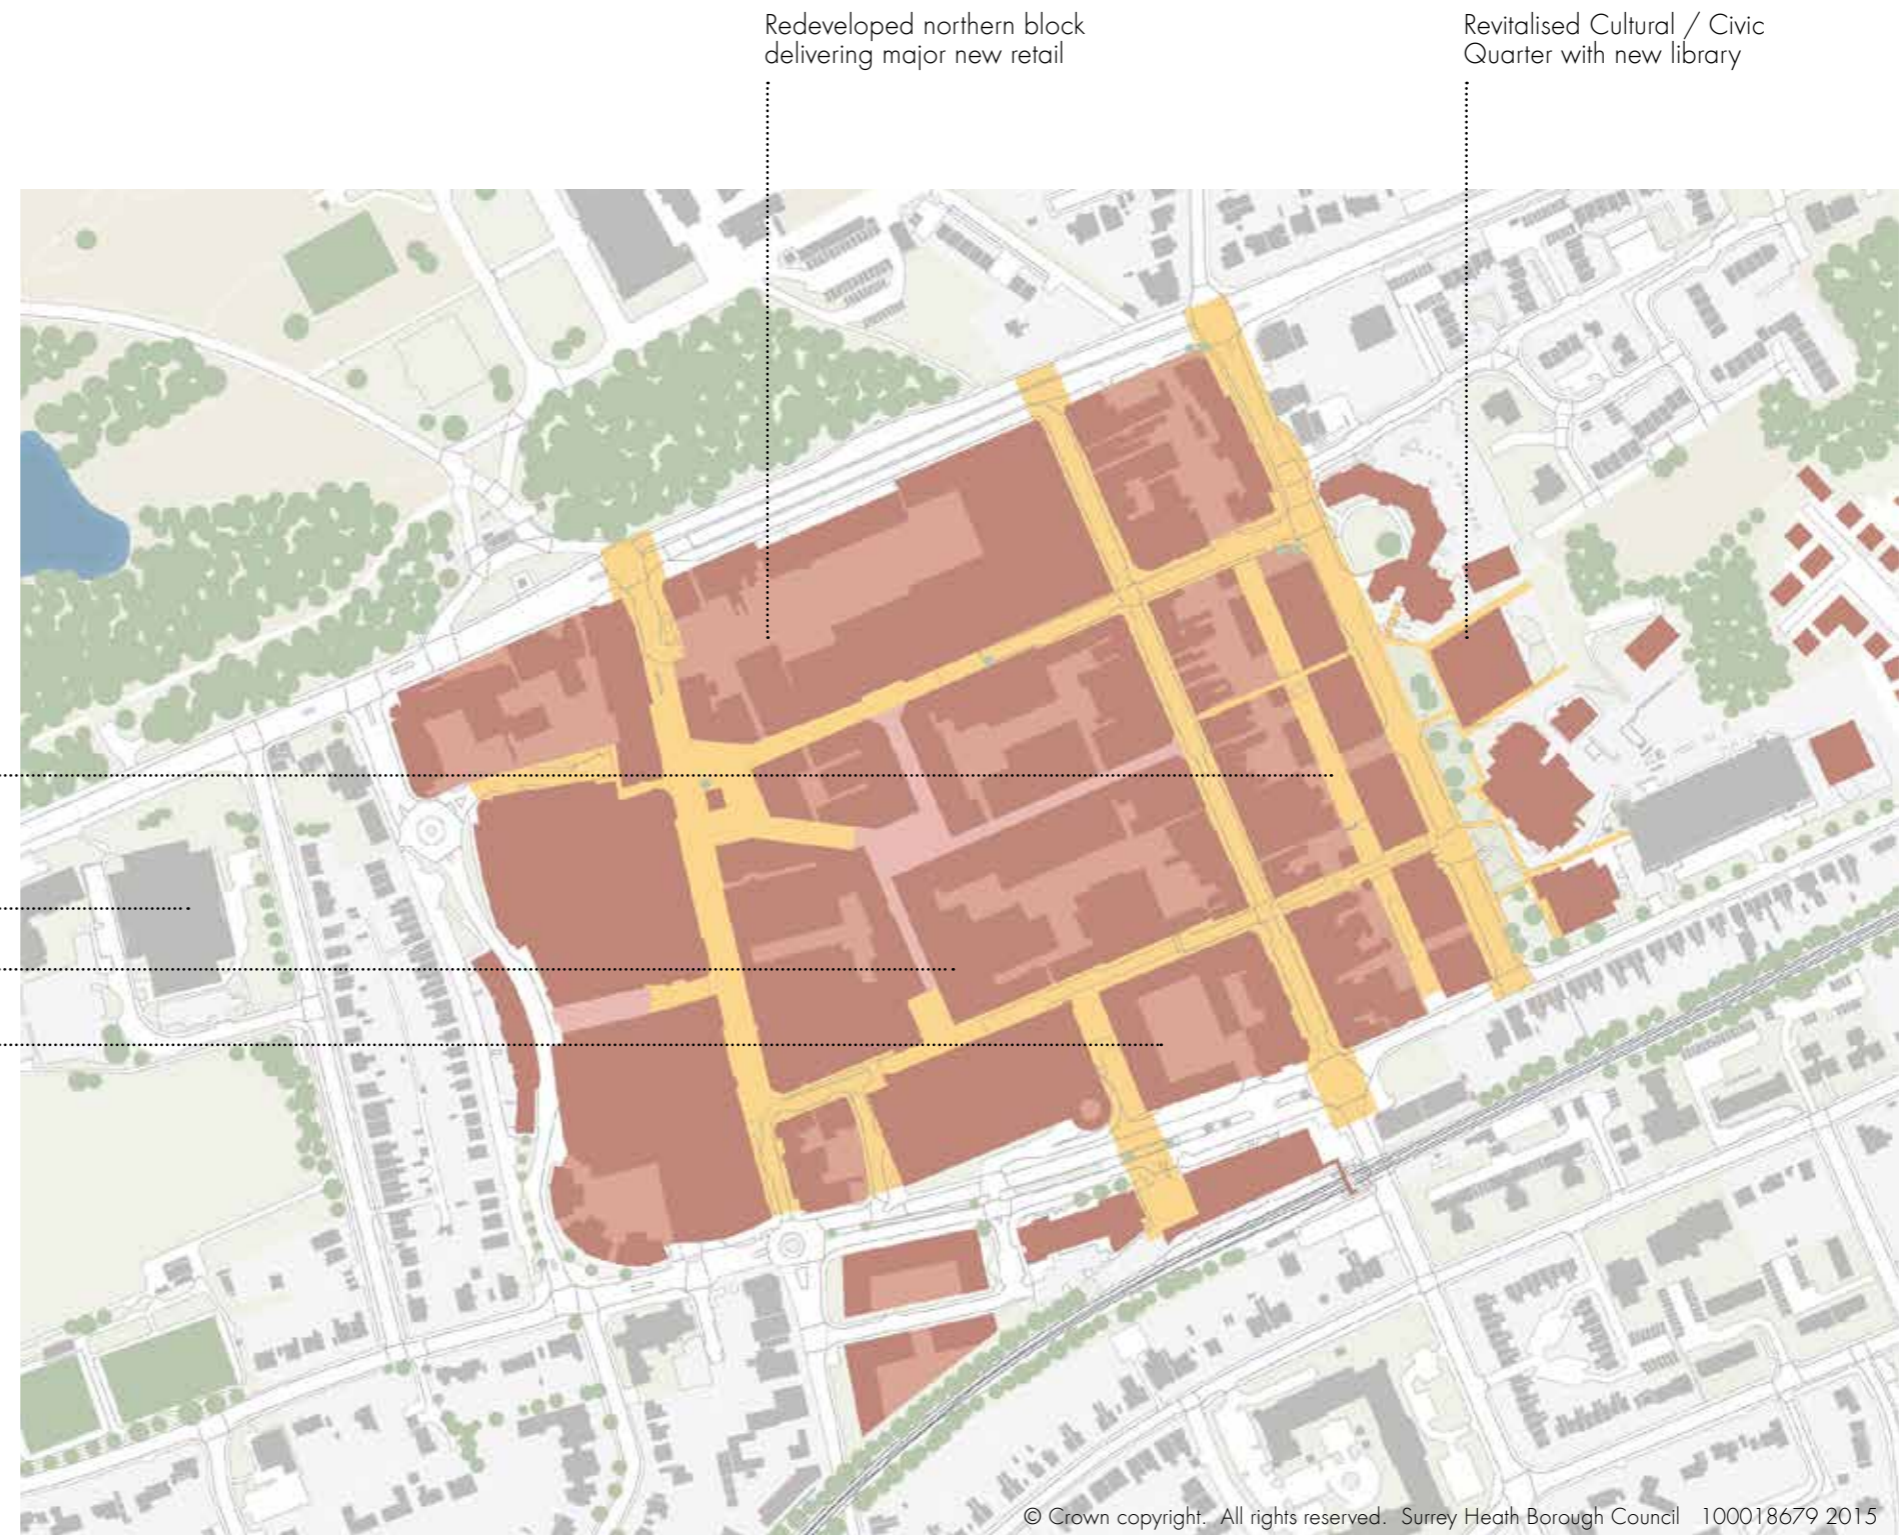 Redeveloped northern block
delivering major new retail
Revitalised Cultural / Civic
Quarter with new library
© Crown copyright. All rights reserved. Surrey Heath Borough Council 100018679 2015